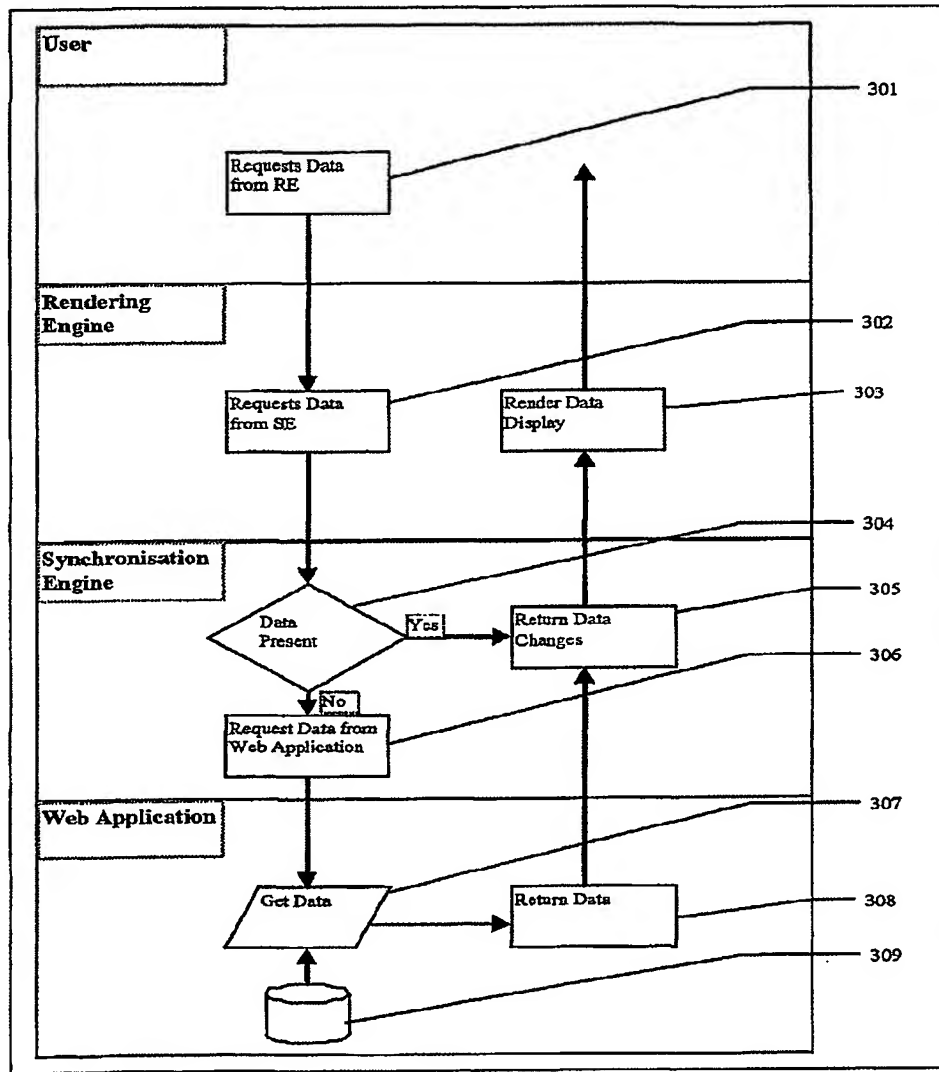 User
301
Requests Data
from RE
Rendering
Engine
302
Requests Data
from SE
Render Data
Display
303
304
Synchronisation
Engine
305
Data
Present
Yes
Return Data
Changes
306
No
Request Data from
Web Application
307
Web Application
Get Data
Return Data
308
309